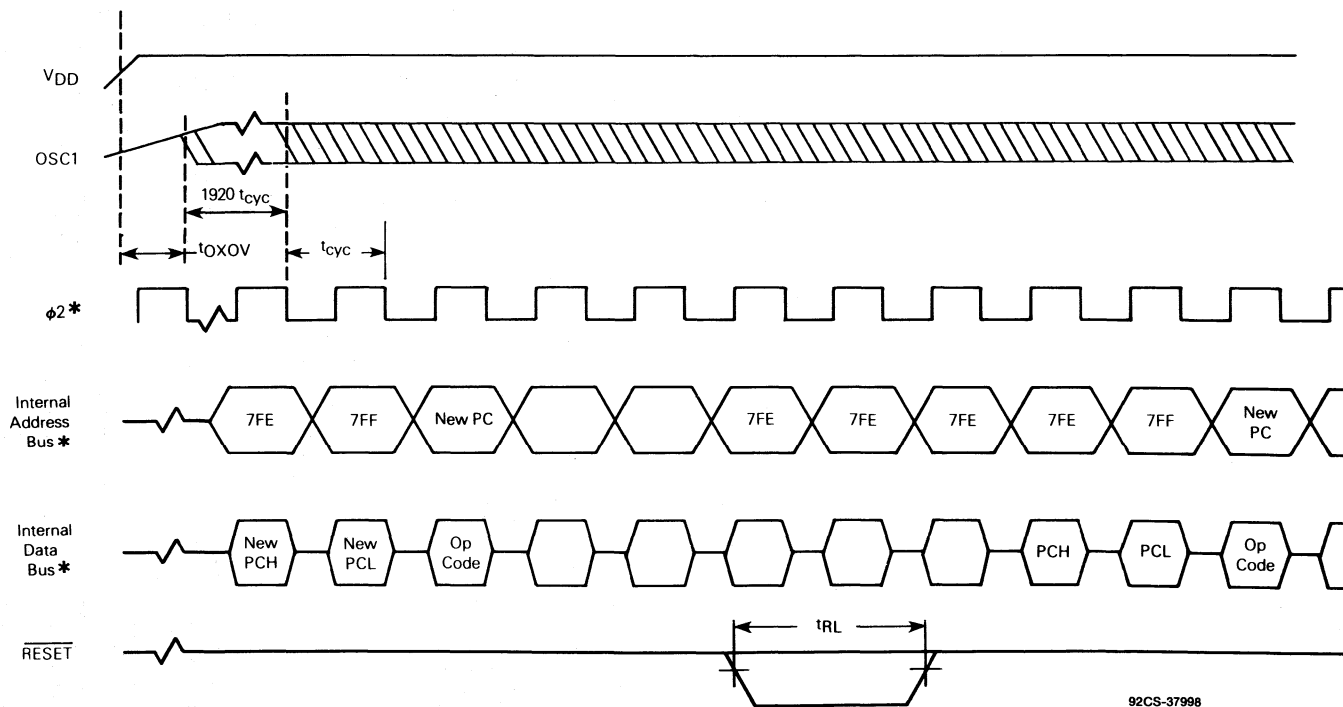 VDD
OSC1
1920 tcyc
tOXOV
tcyc
ϕ2*
Internal
Address
Bus *
7FE
7FF
New PC
7FE
7FE
7FE
7FE
7FF
New
PC
Internal
Data
Bus *
New
PCH
New
PCL
Op
Code
PCH
PCL
Op
Code
RESET
tRL
92CS-37998